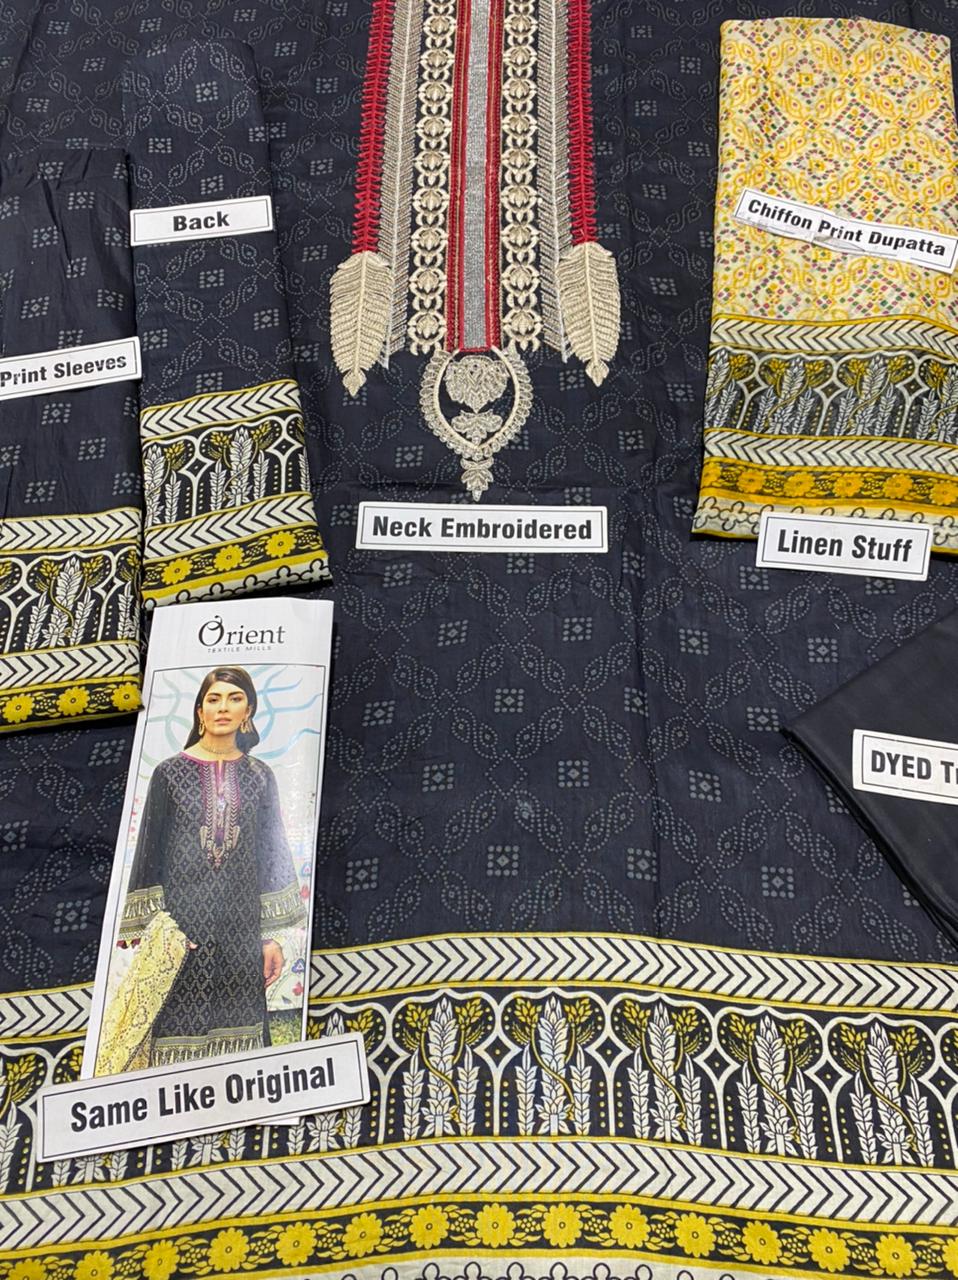 Back
Chiffon Print Dupatta
Print Sleeves
Neck Embroidered
Linen Stuff
Orient
TEXTILE MILLS
DYED
Same Like Original